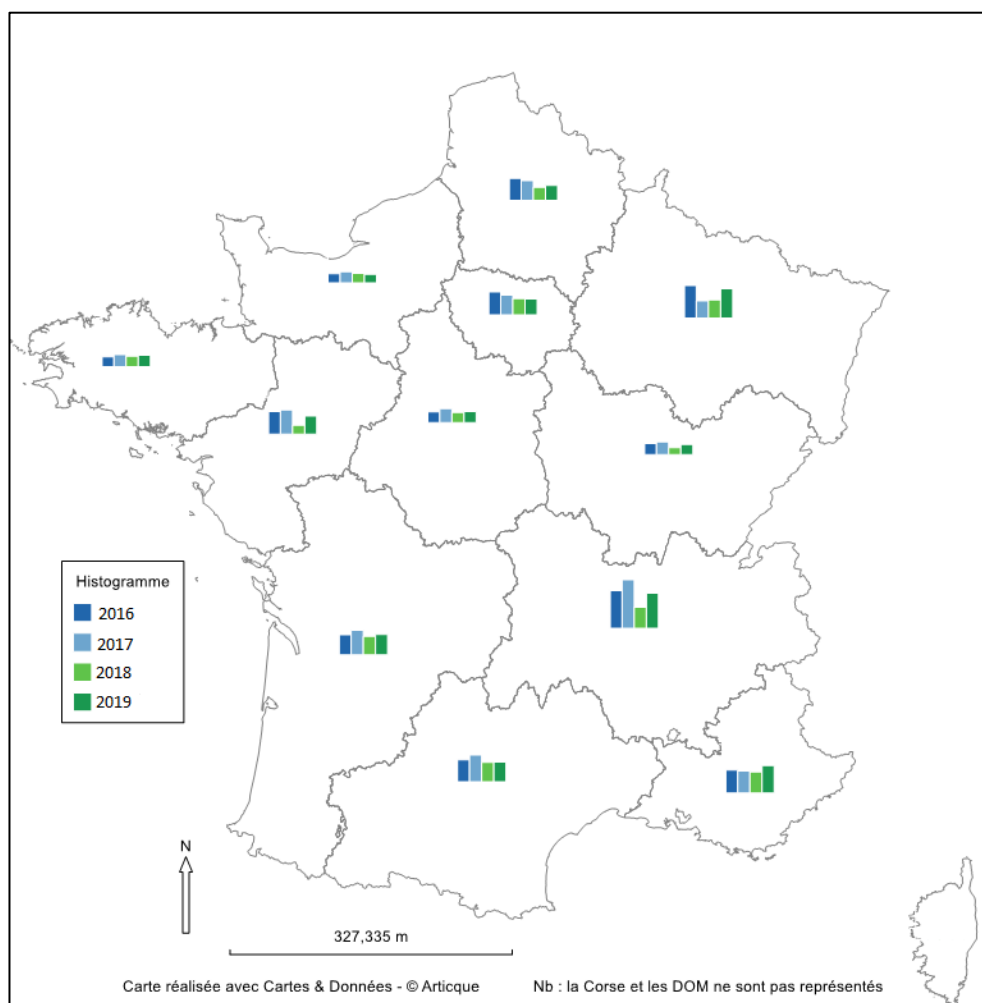 Histogramme
2016
2017
2018
2019
N
327,335 m
Carte réalisée avec Cartes & Données - © Articque
Nb : la Corse et les DOM ne sont pas représentés